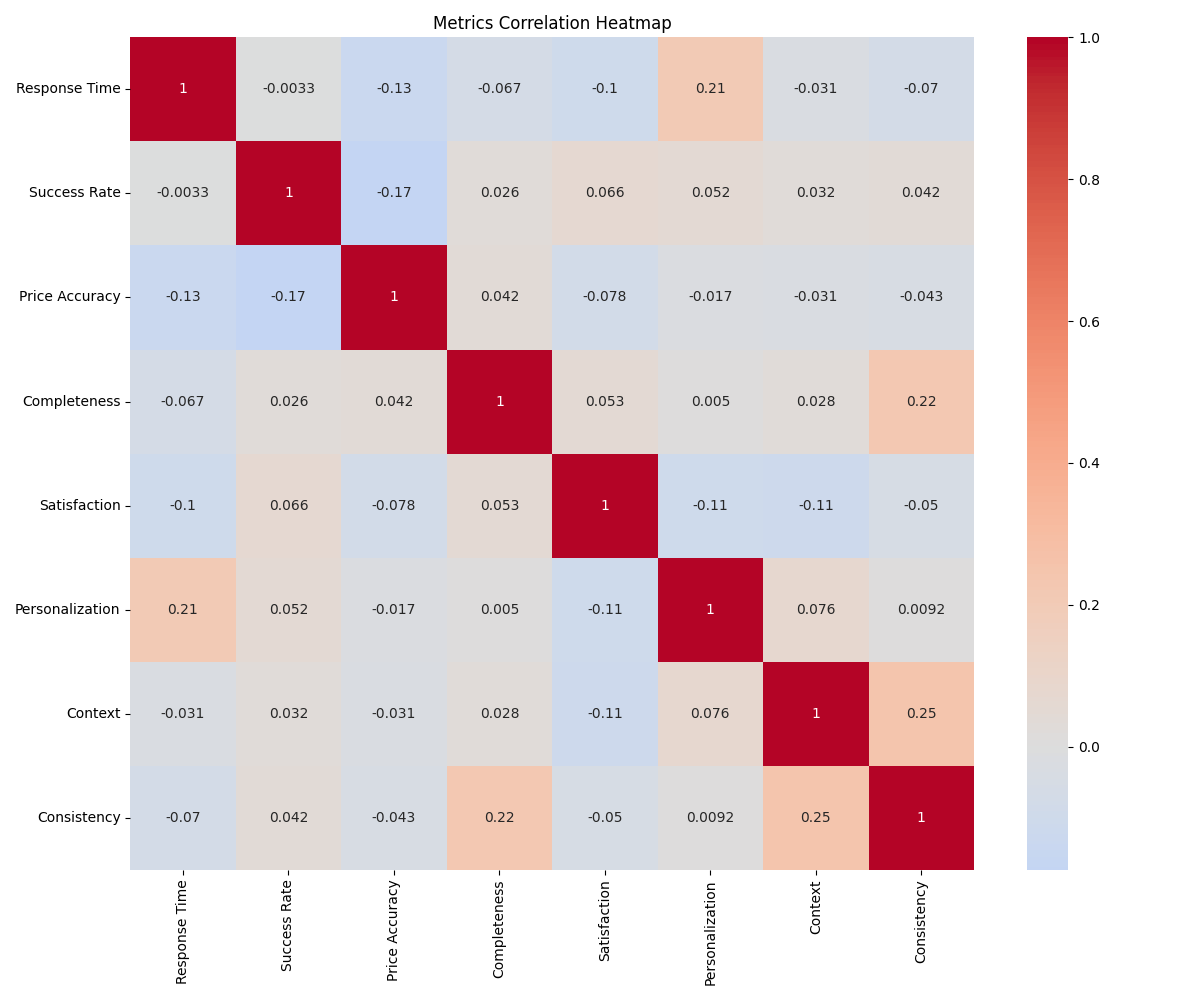 Metrics Correlation Heatmap
Response Time 1 -0.0033 -0.13 -0.067 -0.1 0.21 -0.031 -0.07
Success Rate -0.0033 1 -0.17 0.026 0.066 0.052 0.032 0.042
Price Accuracy -0.13 -0.17 1 0.042 -0.078 -0.017 -0.031 -0.043
Completeness -0.067 0.026 0.042 1 0.053 0.005 0.028 0.22
Satisfaction -0.1 0.066 -0.078 0.053 1 -0.11 -0.11 -0.05
Personalization 0.21 0.052 -0.017 0.005 -0.11 1 0.076 0.0092
Context -0.031 0.032 -0.031 0.028 -0.11 0.076 1 0.25
Consistency -0.07 0.042 -0.043 0.22 -0.05 0.0092 0.25 1
Response Time
Success Rate
Price Accuracy
Completeness
Satisfaction
Personalization
Context
Consistency
1.0
0.8
0.6
0.4
0.2
0.0